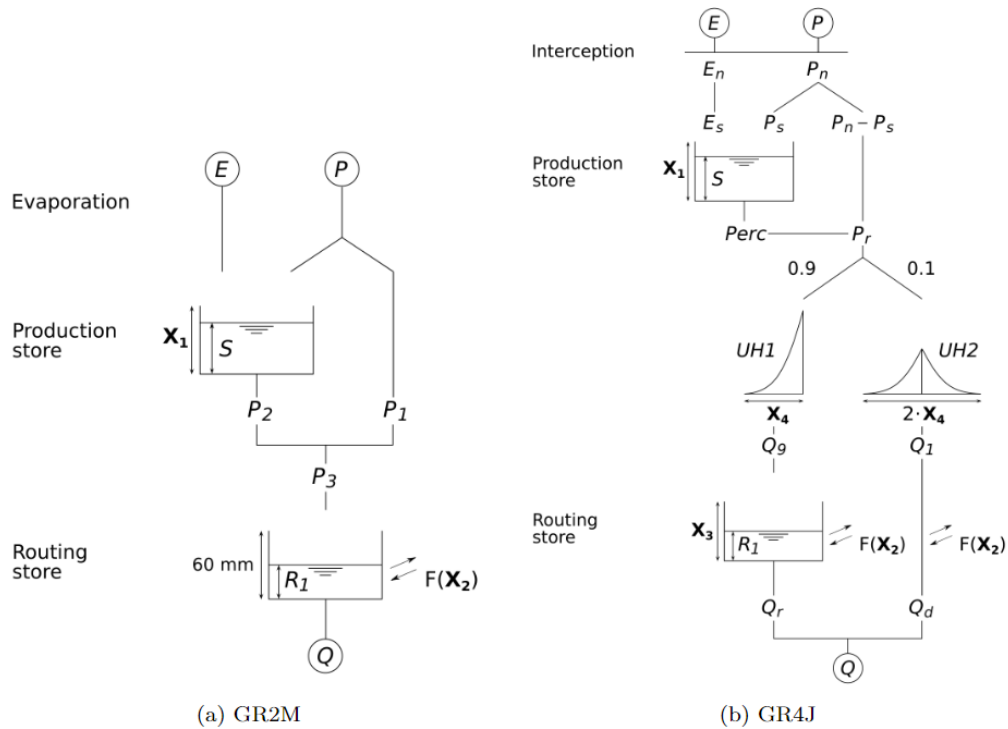 E P
Evaporation
Production
store
X1
S
P2 P1
P3
Routing
store
60 mm
R1
F(X2)
Q
(a) GR2M
E P
Interception
En Pn
Es Ps Pn – Ps
Production
store
X1
S
Perc Pr
0.9 0.1
UH1 UH2
X4 2·X4
Q9 Q1
Routing
store
X3
R1
F(X2) F(X2)
Qr Qd
Q
(b) GR4J